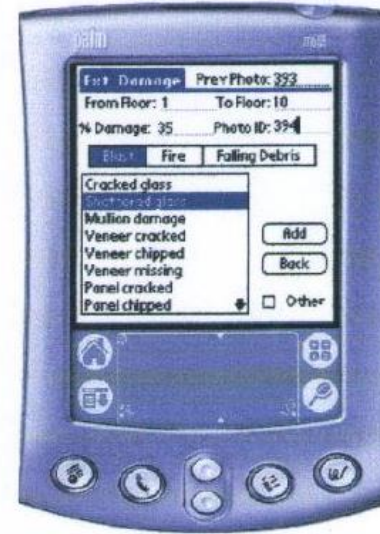 palm
Ext. Damage Prev Photo: 393
From Floor: 1 To Floor: 10
% Damage: 35 Photo ID: 394
Blast Fire Falling Debris
Cracked glass
Shattered glass
Mullion damage
Veneer cracked
Add
Veneer chipped
Veneer missing
Back
Panel cracked
Panel chipped
Other